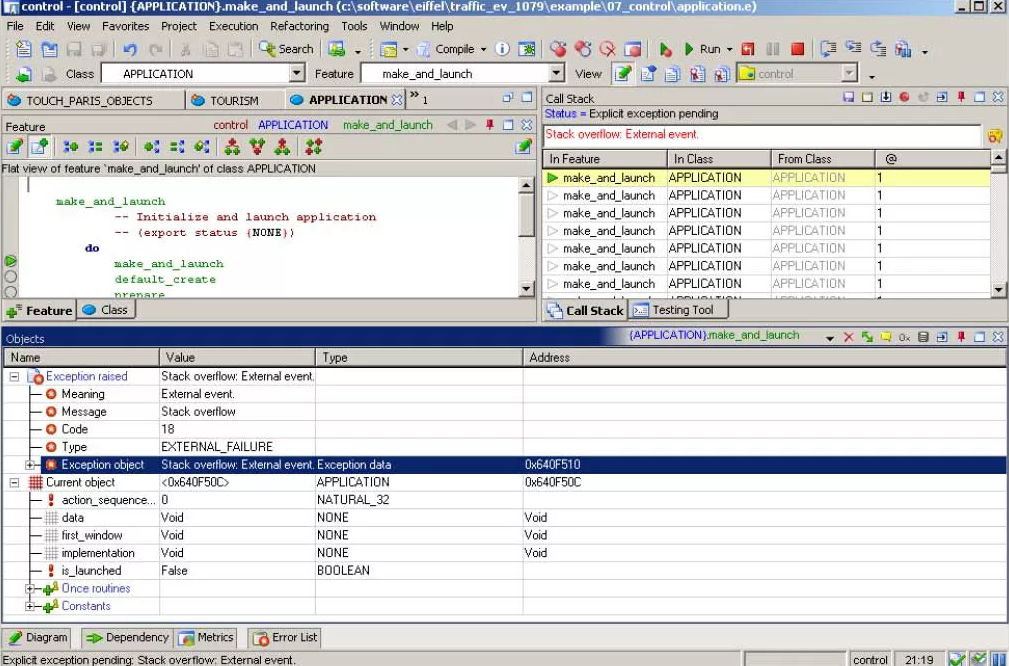 control - [control] {APPLICATION}.make_and_launch (c:\software\eiffel\traffic_ev_1079\example\07_control\application.e)
File Edit View Favorites Project Execution Refactoring Tools Window Help
Search Compile Run
Class APPLICATION Feature make_and_launch View control
TOUCH_PARIS_OBJECTS TOURISM APPLICATION 1
Feature control APPLICATION make_and_launch
Flat view of feature `make_and_launch' of class APPLICATION
make_and_launch
-- Initialize and launch application
-- (export status {NONE})
do
make_and_launch
default_create
prepare
Feature Class
Call Stack
Status = Explicit exception pending
Stack overflow: External event.
In Feature In Class From Class @
make_and_launch APPLICATION APPLICATION 1
make_and_launch APPLICATION APPLICATION 1
make_and_launch APPLICATION APPLICATION 1
make_and_launch APPLICATION APPLICATION 1
make_and_launch APPLICATION APPLICATION 1
make_and_launch APPLICATION APPLICATION 1
make_and_launch APPLICATION APPLICATION 1
Call Stack Testing Tool
Objects {APPLICATION}.make_and_launch
Name Value Type Address
Exception raised Stack overflow: External event.
Meaning External event.
Message Stack overflow
Code 18
Type EXTERNAL_FAILURE
Exception object Stack overflow: External event. Exception data 0x640F510
Current object <0x640F50C> APPLICATION 0x640F50C
action_sequence... 0 NATURAL_32
data Void NONE Void
first_window Void NONE Void
implementation Void NONE Void
is_launched False BOOLEAN
Once routines
Constants
Diagram Dependency Metrics Error List
Explicit exception pending: Stack overflow: External event. control 21:19